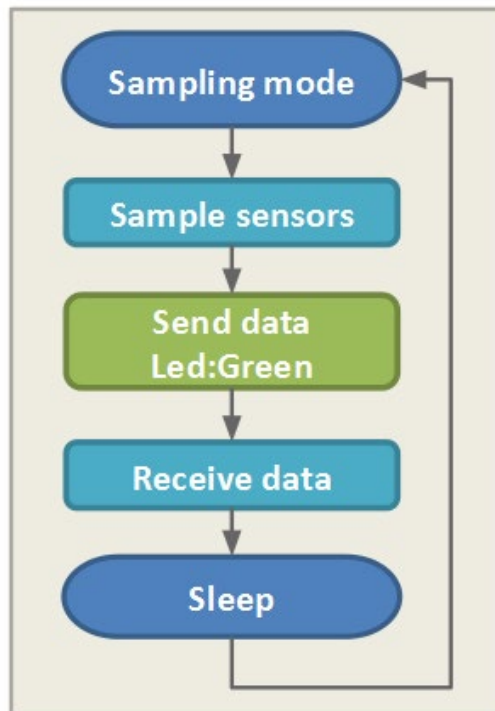 Sampling mode
Sample sensors
Send data
Led:Green
Receive data
Sleep